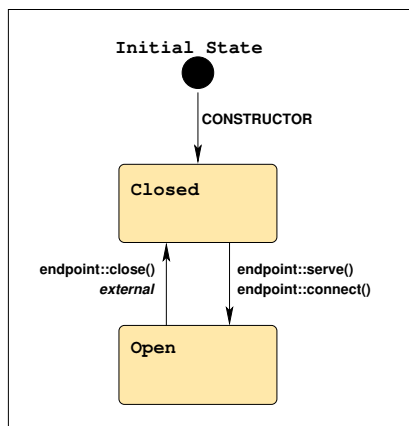 Initial State
CONSTRUCTOR
Closed
endpoint::close()
external
endpoint::serve()
endpoint::connect()
Open